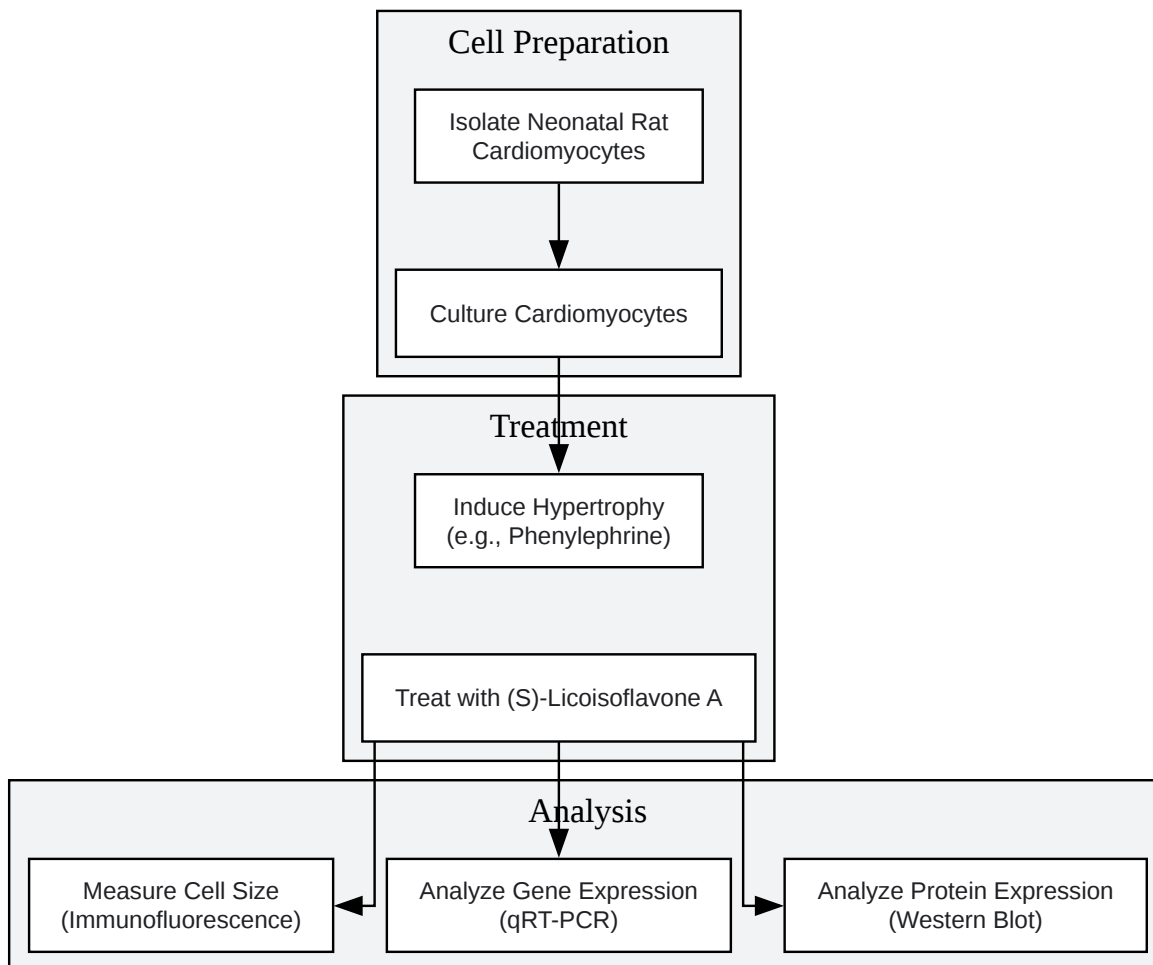 Cell Preparation
Isolate Neonatal Rat
Cardiomyocytes
Culture Cardiomyocytes
Treatment
Induce Hypertrophy
(e.g., Phenylephrine)
Treat with (S)-Licoisoflavone A
Analysis
Measure Cell Size
(Immunofluorescence)
Analyze Gene Expression
(qRT-PCR)
Analyze Protein Expression
(Western Blot)